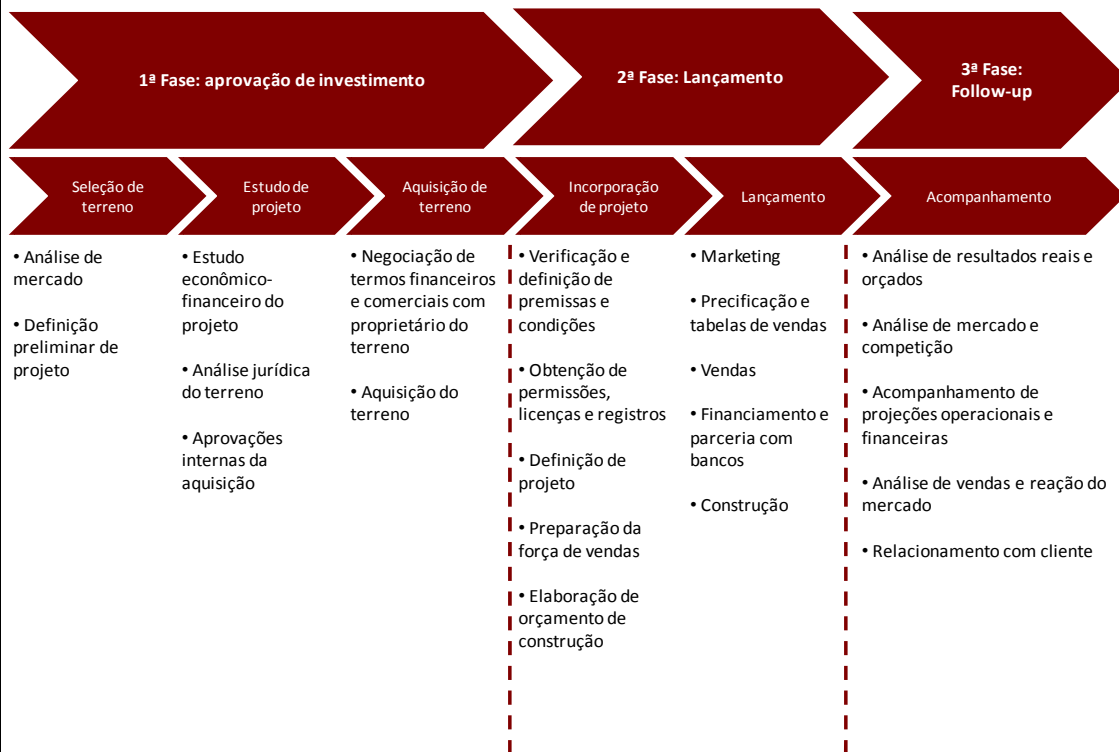 1ª Fase: aprovação de investimento
2ª Fase: Lançamento
3ª Fase:
Follow-up
Seleção de
terreno
Estudo de
projeto
Aquisição de
terreno
Incorporação
de projeto
Lançamento
Acompanhamento
• Análise de
mercado
• Definição
preliminar de
projeto
• Estudo
econômico-
financeiro do
projeto
• Análise jurídica
do terreno
• Aprovações
internas da
aquisição
• Negociação de
termos financeiros
e comerciais com
proprietário do
terreno
• Aquisição do
terreno
• Verificação e
definição de
premissas e
condições
• Obtenção de
permissões,
licenças e registros
• Definição de
projeto
• Preparação da
força de vendas
• Elaboração de
orçamento de
construção
• Marketing
• Precificação e
tabelas de vendas
• Vendas
• Financiamento e
parceria com
bancos
• Construção
• Análise de resultados reais e
orçados
• Análise de mercado e
competição
• Acompanhamento de
projeções operacionais e
financeiras
• Análise de vendas e reação do
mercado
• Relacionamento com cliente